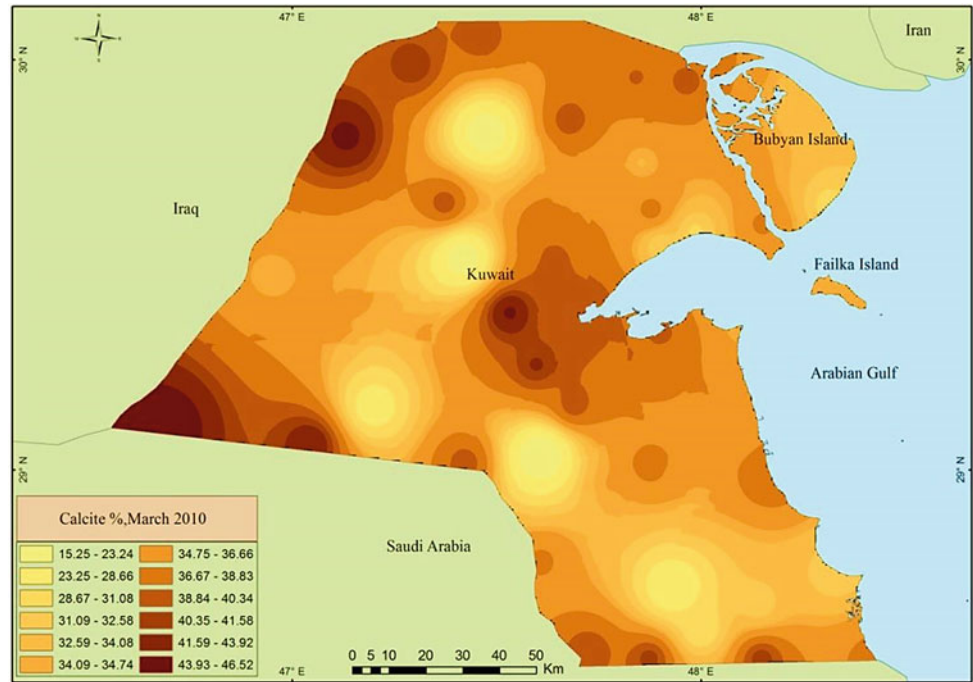 47° E
48° E
Iran
30° N
30° N
Bubyan Island
Iraq
Failka Island
Kuwait
Arabian Gulf
29° N
29° N
Calcite %,March 2010
15.25 - 23.24
34.75 - 36.66
23.25 - 28.66
36.67 - 38.83
28.67 - 31.08
38.84 - 40.34
31.09 - 32.58
40.35 - 41.58
32.59 - 34.08
41.59 - 43.92
34.09 - 34.74
43.93 - 46.52
Saudi Arabia
0 5 10 20 30 40 50
Km
47° E
48° E